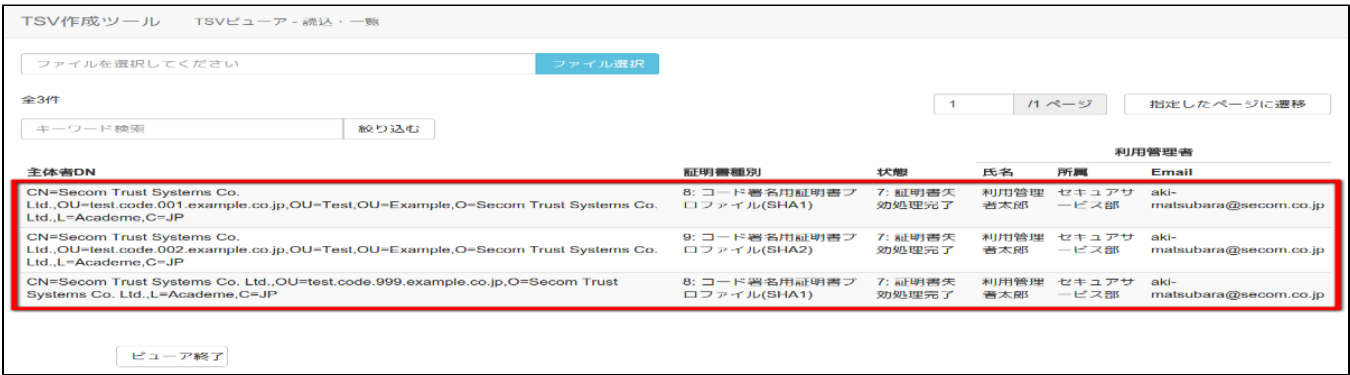 TSV作成ツール TSVビューア - 読込・一覧
ファイルを選択してください ファイル選択
全3件
1 /1 ページ 指定したページに遷移
キーワード検索 絞り込む
利用管理者
主体者DN 証明書種別 状態 氏名 所属 Email
CN=Secom Trust Systems Co. 8: コード署名用証明書プ 7: 証明書失 利用管理 セキュアサ aki-
Ltd.,OU=test.code.001.example.co.jp,OU=Test,OU=Example,O=Secom Trust Systems Co. ロファイル(SHA1) 効処理完了 者太郎 ービス部 matsubara@secom.co.jp
Ltd.,L=Academe,C=JP
CN=Secom Trust Systems Co. 9: コード署名用証明書プ 7: 証明書失 利用管理 セキュアサ aki-
Ltd.,OU=test.code.002.example.co.jp,OU=Test,OU=Example,O=Secom Trust Systems Co. ロファイル(SHA2) 効処理完了 者太郎 ービス部 matsubara@secom.co.jp
Ltd.,L=Academe,C=JP
CN=Secom Trust Systems Co. Ltd.,OU=test.code.999.example.co.jp,O=Secom Trust 8: コード署名用証明書プ 7: 証明書失 利用管理 セキュアサ aki-
Systems Co. Ltd.,L=Academe,C=JP ロファイル(SHA1) 効処理完了 者太郎 ービス部 matsubara@secom.co.jp
ビューア終了